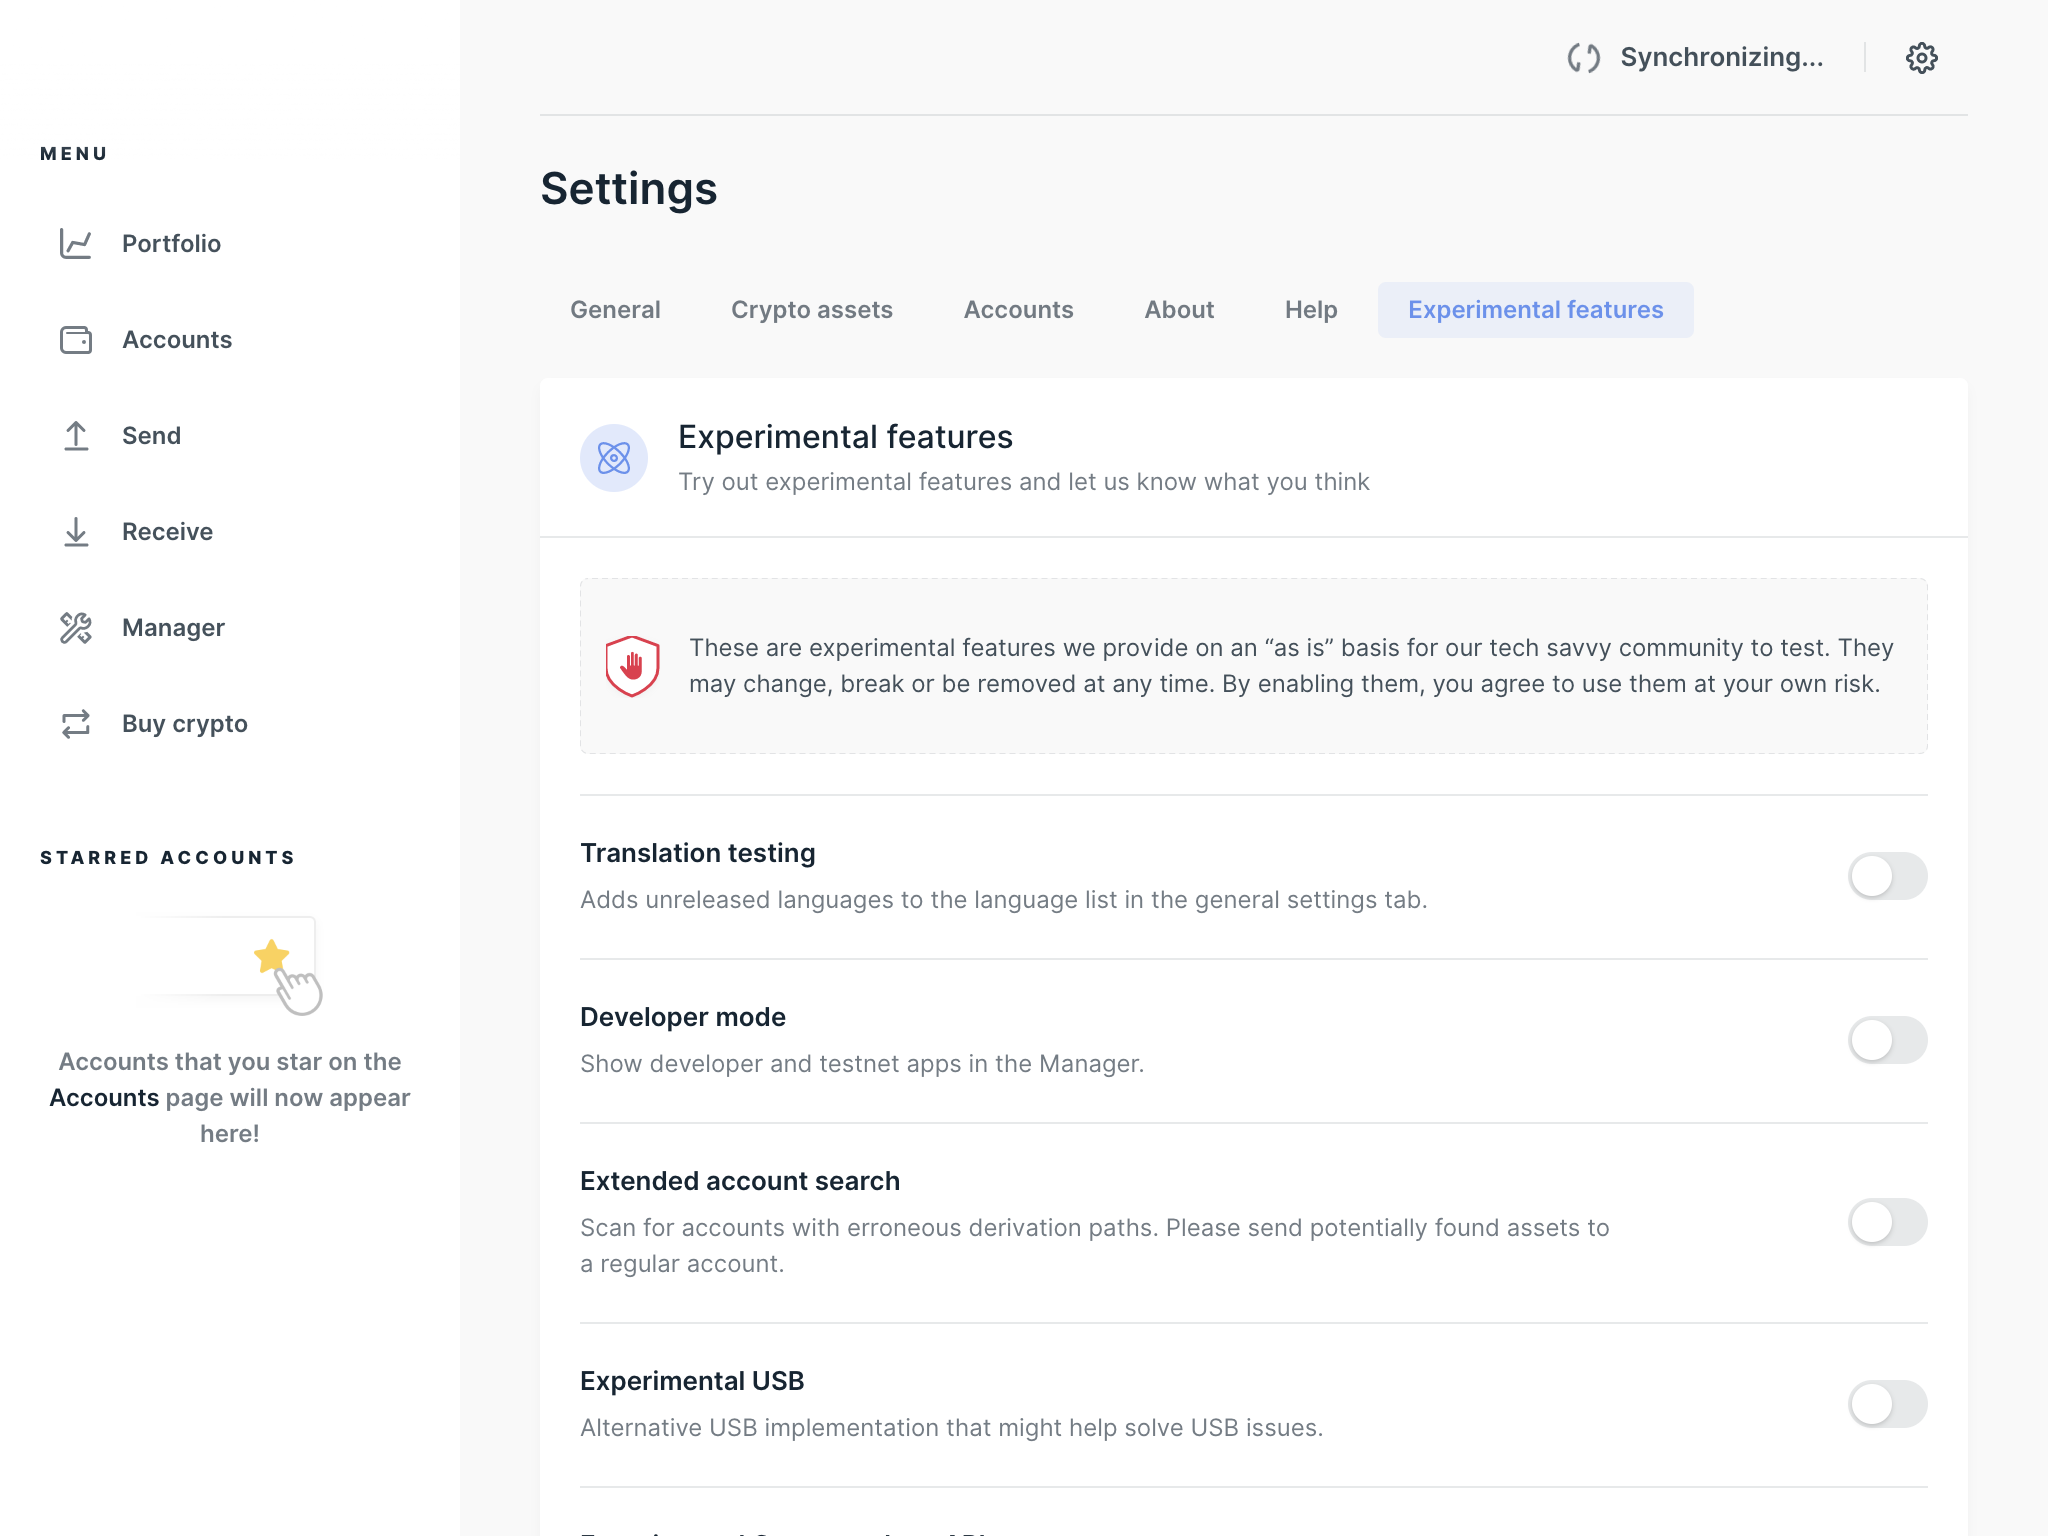 Synchronizing...
MENU
Portfolio
Accounts
Send
Receive
Manager
Buy crypto
STARRED ACCOUNTS
Accounts that you star on the
Accounts page will now appear
here!
Settings
General
Crypto assets
Accounts
About
Help
Experimental features
Experimental features
Try out experimental features and let us know what you think
These are experimental features we provide on an “as is” basis for our tech savvy community to test. They
may change, break or be removed at any time. By enabling them, you agree to use them at your own risk.
Translation testing
Adds unreleased languages to the language list in the general settings tab.
Developer mode
Show developer and testnet apps in the Manager.
Extended account search
Scan for accounts with erroneous derivation paths. Please send potentially found assets to
a regular account.
Experimental USB
Alternative USB implementation that might help solve USB issues.